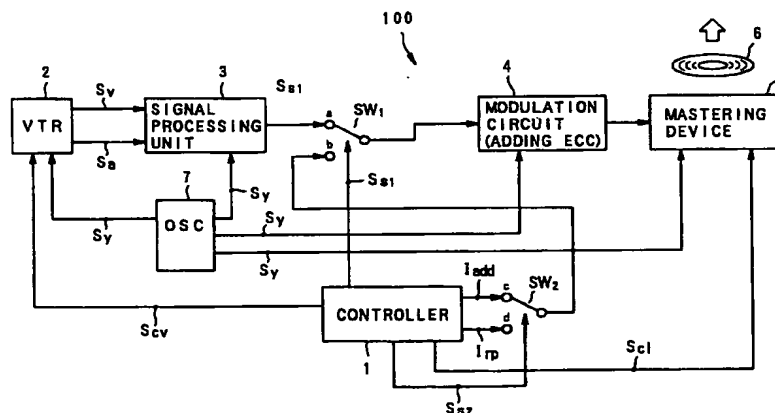 100
6
2
VTR
Sv
Sa
3
SIGNAL
PROCESSING
UNIT
Ss1
a
b
SW1
Ss1
4
MODULATION
CIRCUIT
(ADDING ECC)
MASTERING
DEVICE
7
OSC
Sy
Sy
Sy
Sy
Scv
CONTROLLER
1
Iadd
Irp
c
d
SW2
Ssz
Scl